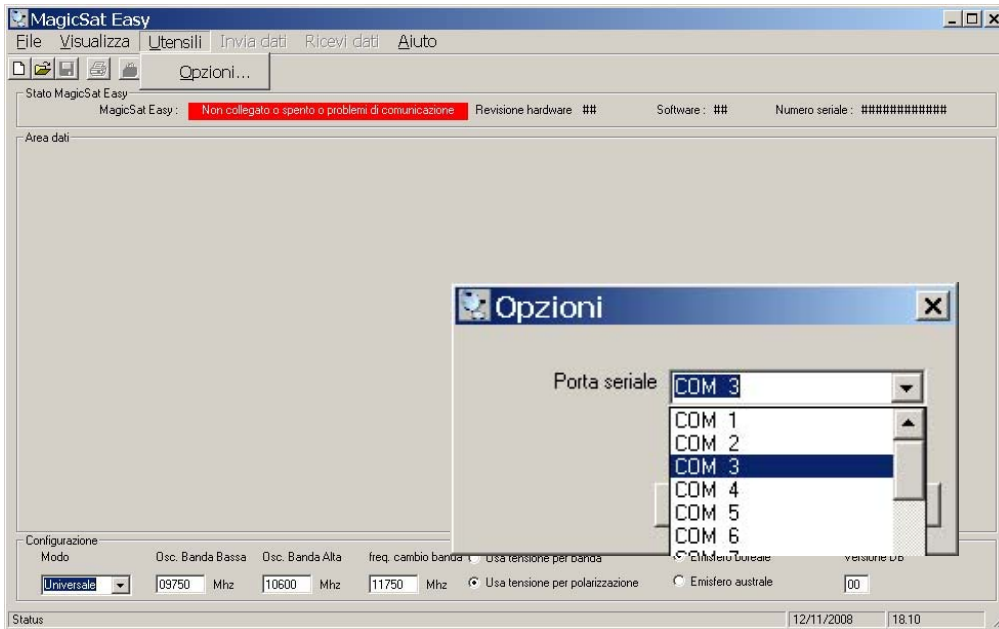 MagicSat Easy
File Visualizza Utensili Invia dati Ricevi dati Aiuto
Opzioni...
Stato MagicSat Easy
MagicSat Easy : Non collegato o spento o problemi di comunicazione Revisione hardware ## Software : ## Numero seriale : #############
Area dati
Opzioni
Porta seriale COM 3
COM 1
COM 2
COM 3
COM 4
COM 5
COM 6
COM 7
Configurazione
Modo Osc. Banda Bassa Osc. Banda Alta freq. cambio banda Usa tensione per banda Emisfero boreale Versione DB
Universale 09750 Mhz 10600 Mhz 11750 Mhz Usa tensione per polarizzazione Emisfero australe 00
Status 12/11/2008 18.10